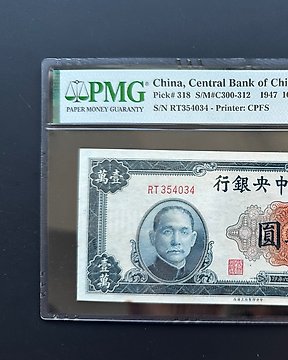 PMG
PAPER MONEY GUARANTY
China, Central Bank of Chi
Pick# 318 S/M#C300-312 1947 10
S/N RT354034 - Printer: CPFS
萬壹
RT354034
行銀央中
圓
壹萬